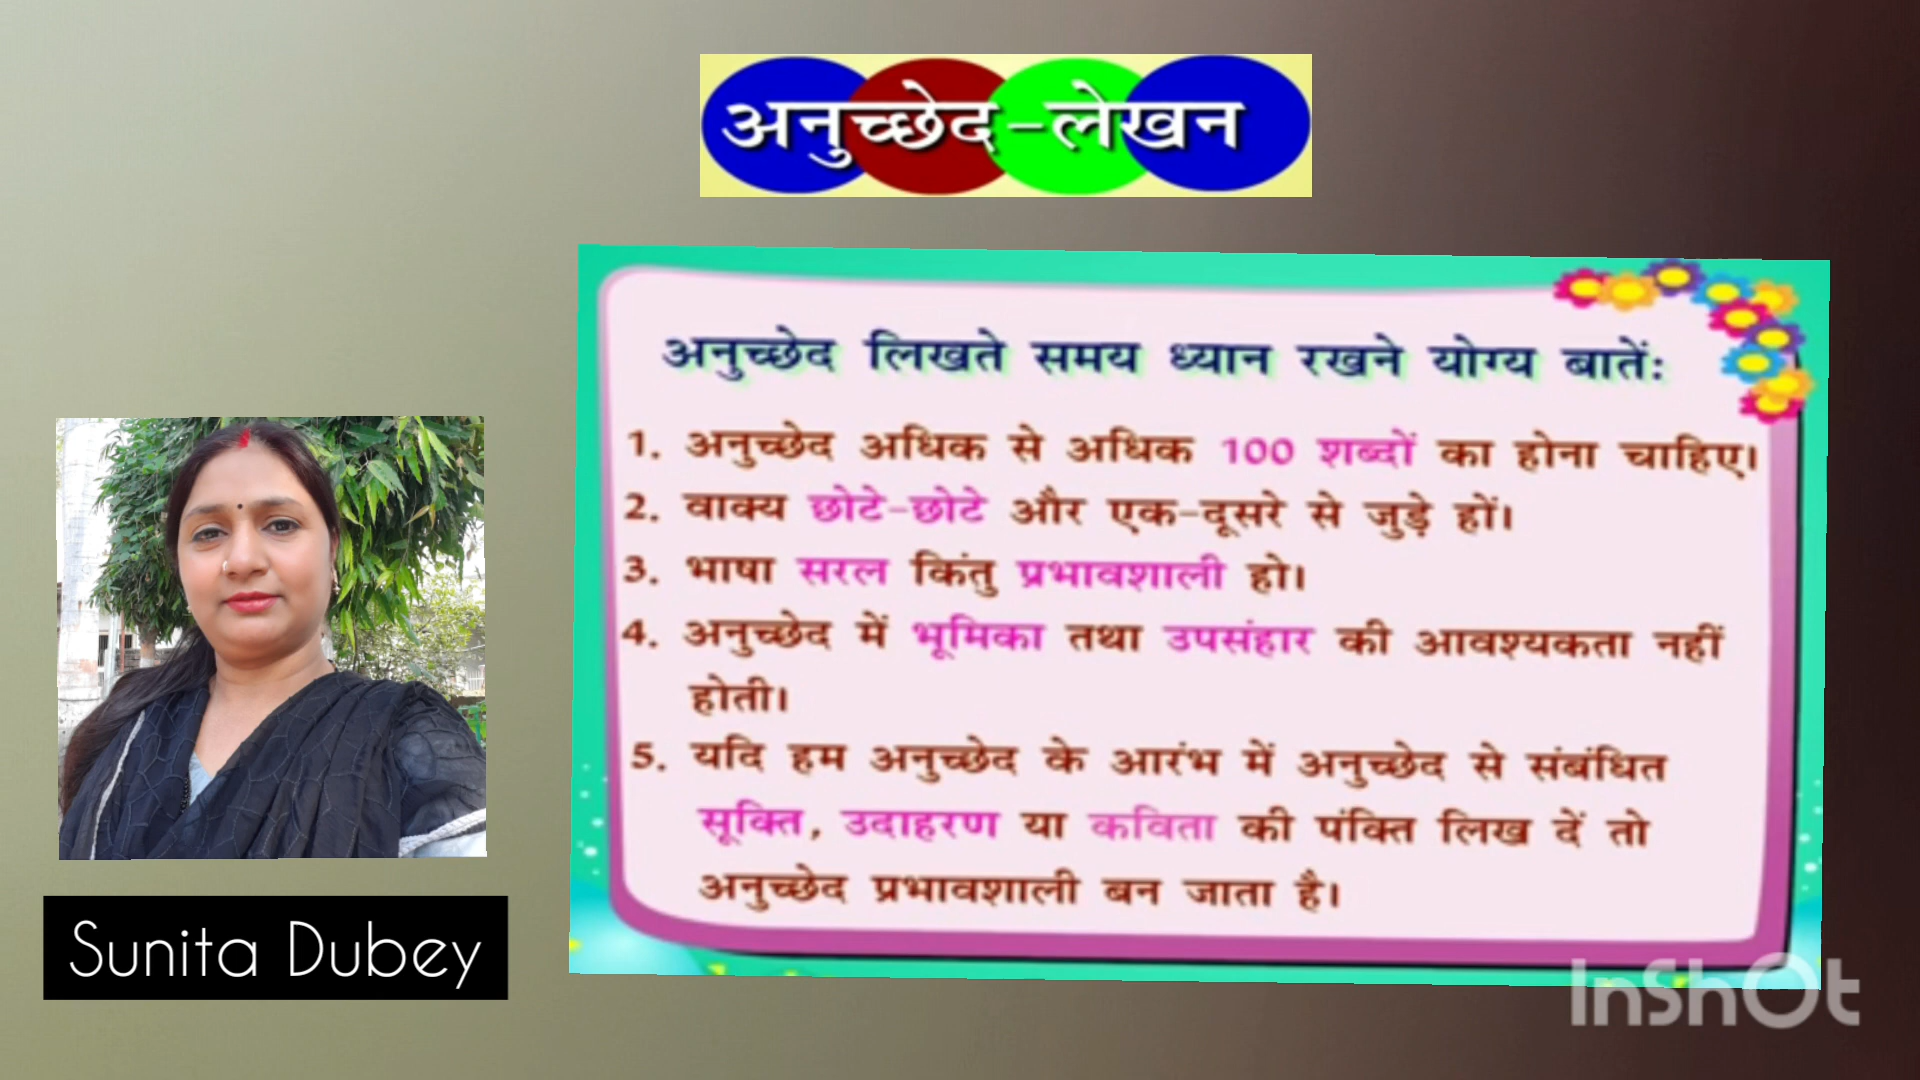 अनुच्छेद-लेखन
अनुच्छेद लिखते समय ध्यान रखने योग्य बातें:
1. अनुच्छेद अधिक से अधिक 100 शब्दों का होना चाहिए।
2. वाक्य छोटे-छोटे और एक-दूसरे से जुड़े हों।
3. भाषा सरल किंतु प्रभावशाली हो।
4. अनुच्छेद में भूमिका तथा उपसंहार की आवश्यकता नहीं
होती।
5. यदि हम अनुच्छेद के आरंभ में अनुच्छेद से संबंधित
सूक्ति, उदाहरण या कविता की पंक्ति लिख दें तो
अनुच्छेद प्रभावशाली बन जाता है।
Sunita Dubey
InShOt